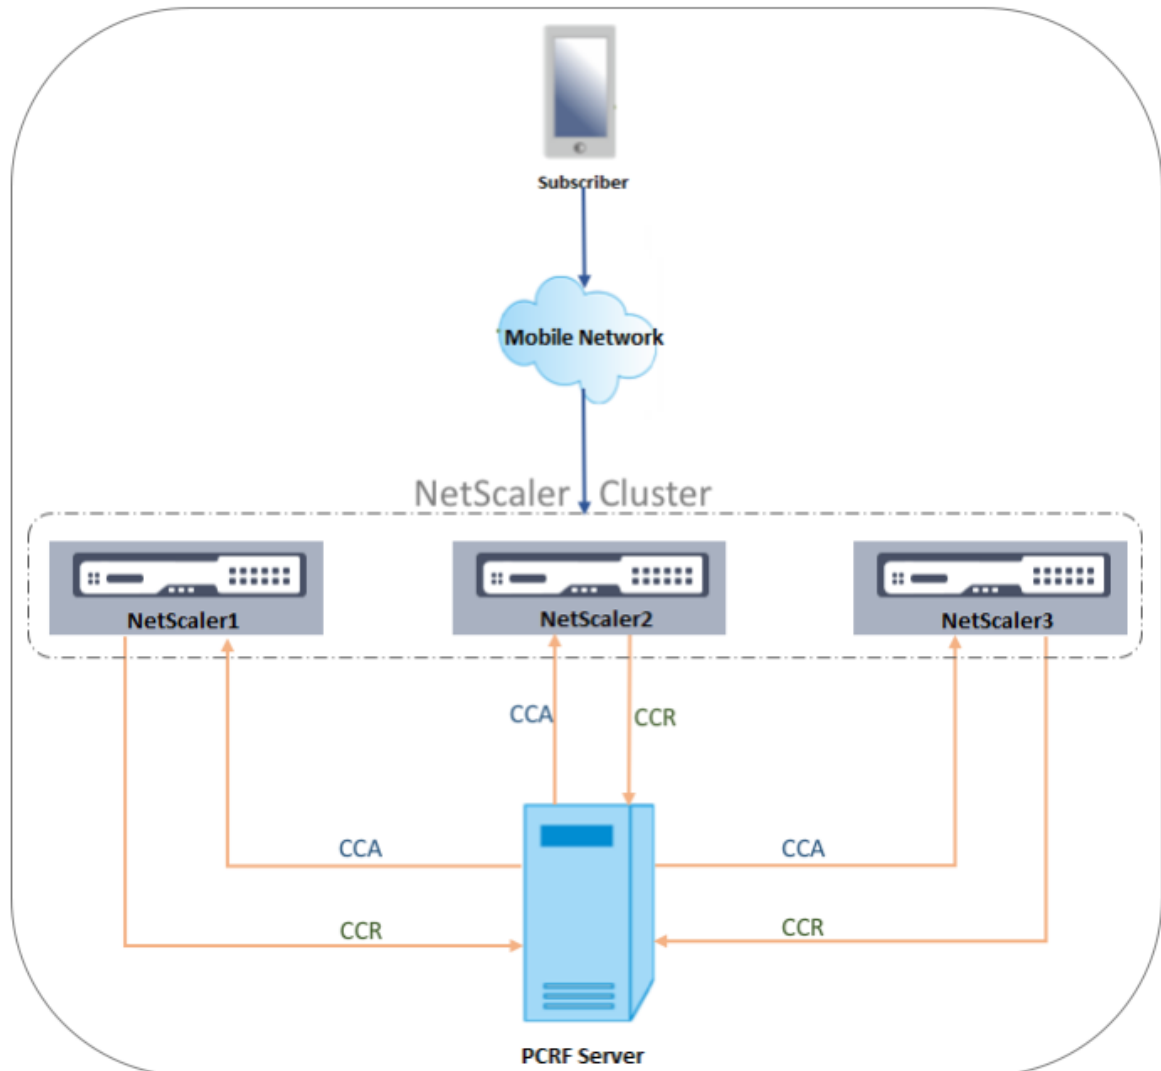 Subscriber
Mobile Network
NetScaler Cluster
NetScaler1
NetScaler2
NetScaler3
CCA
CCR
CCA
CCA
CCR
CCR
PCRF Server